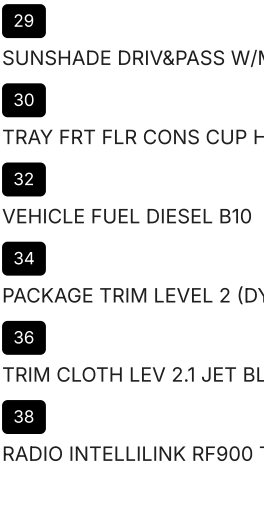 29
SUNSHADE DRIV&PASS W/
30
TRAY FRT FLR CONS CUP
32
VEHICLE FUEL DIESEL B10
34
PACKAGE TRIM LEVEL 2
36
TRIM CLOTH LEV 2.1 JET
38
RADIO INTELLILINK RF900